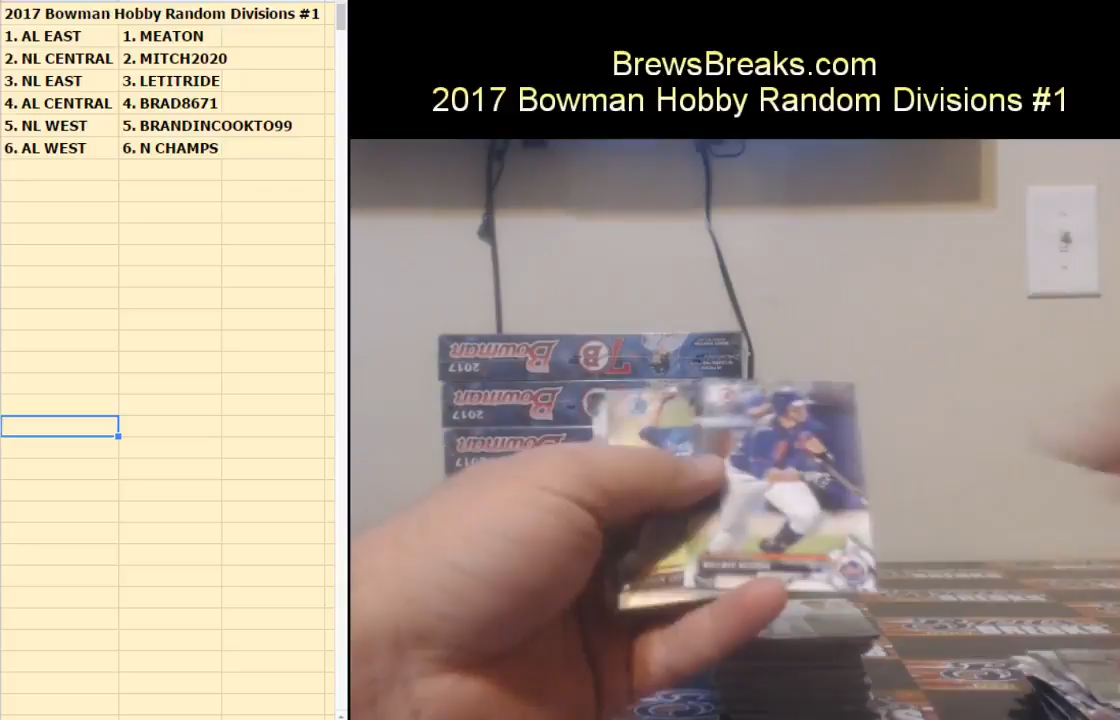 2017 Bowman Hobby Random Divisions #1
1. AL EAST 1. MEATON
2. NL CENTRAL 2. MITCH2020
3. NL EAST 3. LETITRIDE
4. AL CENTRAL 4. BRAD8671
5. NL WEST 5. BRANDINCOOKTO99
6. AL WEST 6. N CHAMPS
BrewsBreaks.com
2017 Bowman Hobby Random Divisions #1
Bowman
2017
Bowman
2017
Bowman
2017